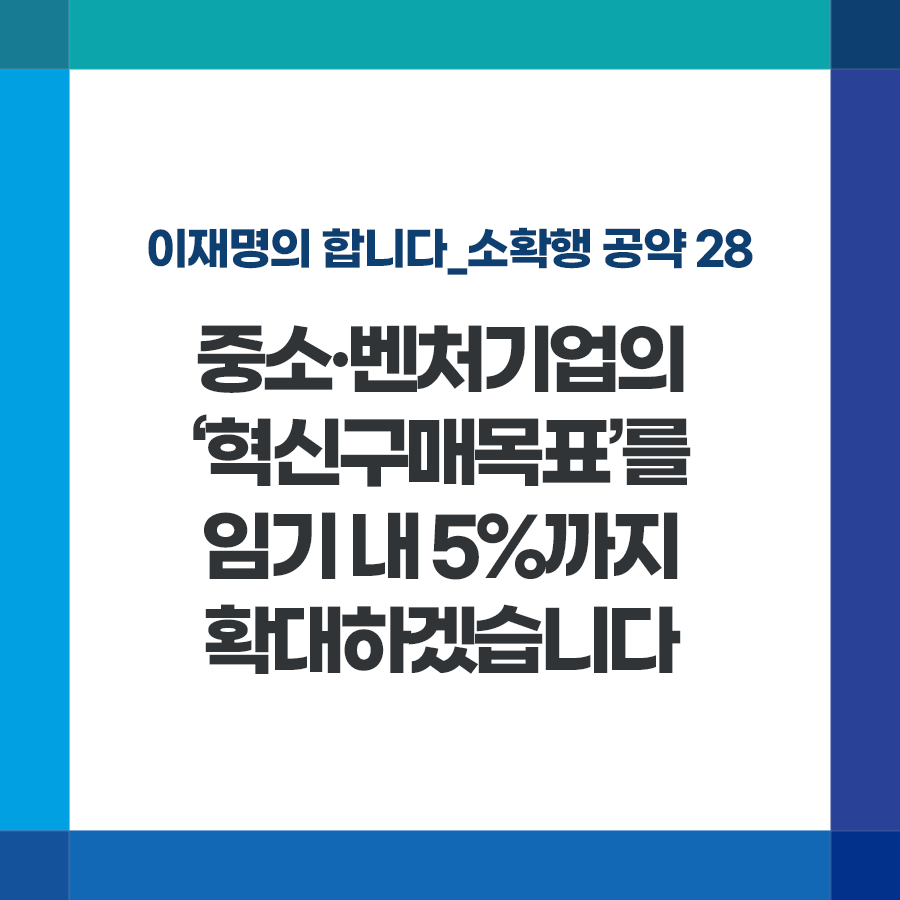 이재명의 합니다_소확행 공약 28
중소·벤처기업의
‘혁신구매목표’를
임기 내 5%까지
확대하겠습니다